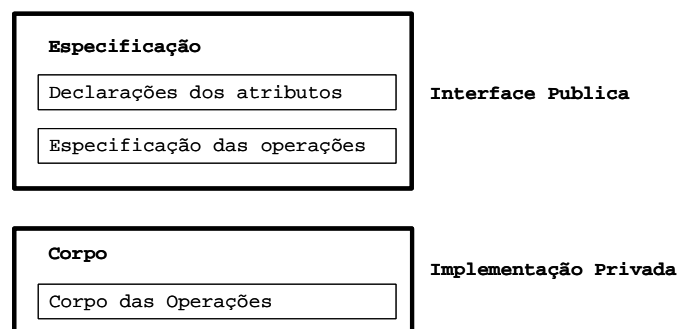 Especificação
Declarações dos atributos
Interface Publica
Especificação das operações
Corpo
Implementação Privada
Corpo das Operações